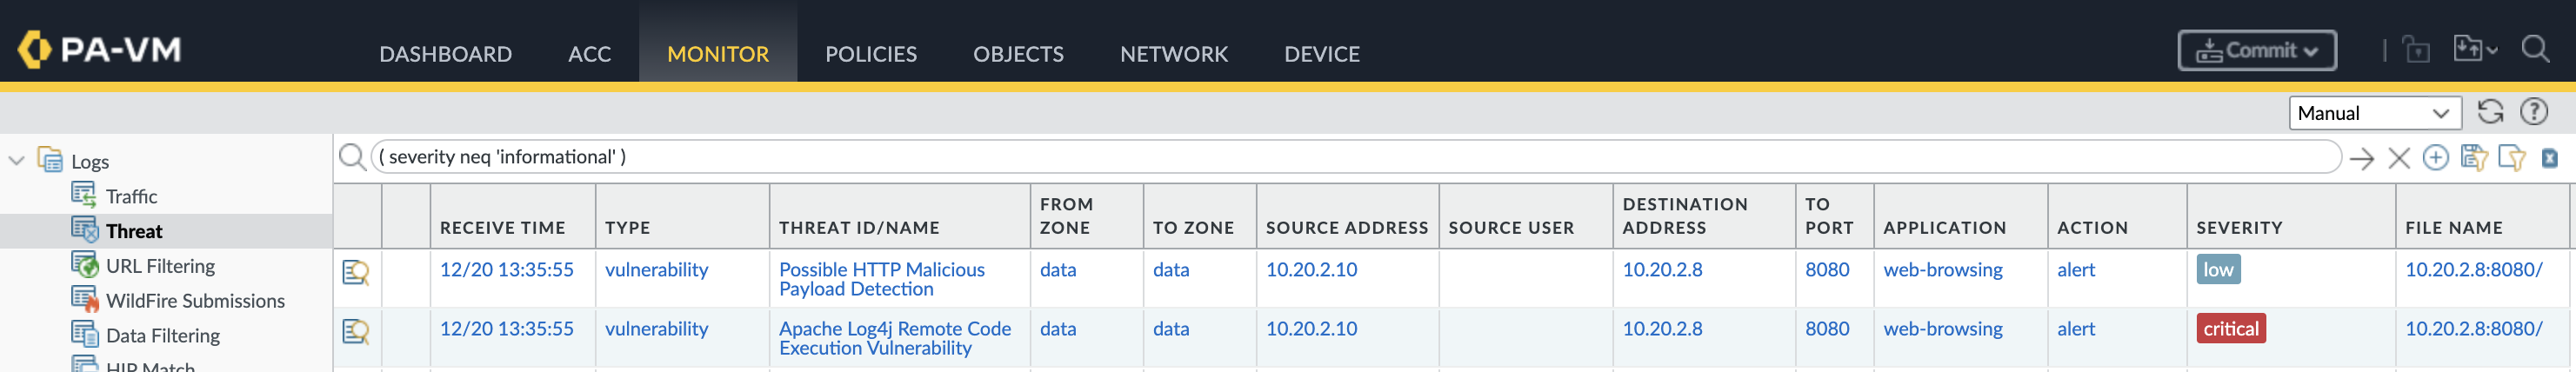 PA-VM DASHBOARD ACC MONITOR POLICIES OBJECTS NETWORK DEVICE Commit
Manual
Logs
Traffic
Threat
URL Filtering
WildFire Submissions
Data Filtering
HIP Match
( severity neq 'informational' )
RECEIVE TIME TYPE THREAT ID/NAME FROM ZONE TO ZONE SOURCE ADDRESS SOURCE USER DESTINATION ADDRESS TO PORT APPLICATION ACTION SEVERITY FILE NAME
12/20 13:35:55 vulnerability Possible HTTP Malicious Payload Detection data data 10.20.2.10 10.20.2.8 8080 web-browsing alert low 10.20.2.8:8080/
12/20 13:35:55 vulnerability Apache Log4j Remote Code Execution Vulnerability data data 10.20.2.10 10.20.2.8 8080 web-browsing alert critical 10.20.2.8:8080/